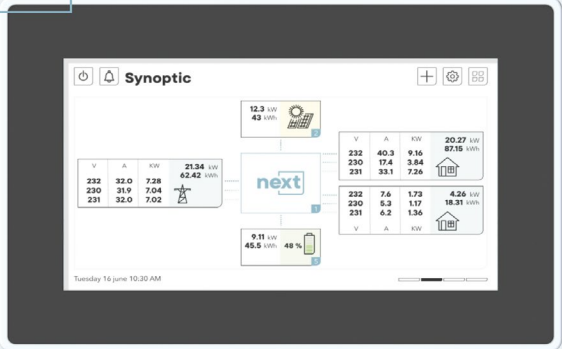 Synoptic
12.3 kW
43 kWh
2
V A KW
232 32.0 7.28
230 31.9 7.04
231 32.0 7.02
21.34 kW
62.42 kWh
next
1
232 40.3 9.16
230 17.4 3.84
231 33.1 7.26
V A KW
20.27 kW
87.15 kWh
232 7.6 1.73
230 5.3 1.17
231 6.2 1.36
V A KW
4.26 kW
18.31 kWh
9.11 kW
45.5 kWh
48 %
Tuesday 16 june 10:30 AM